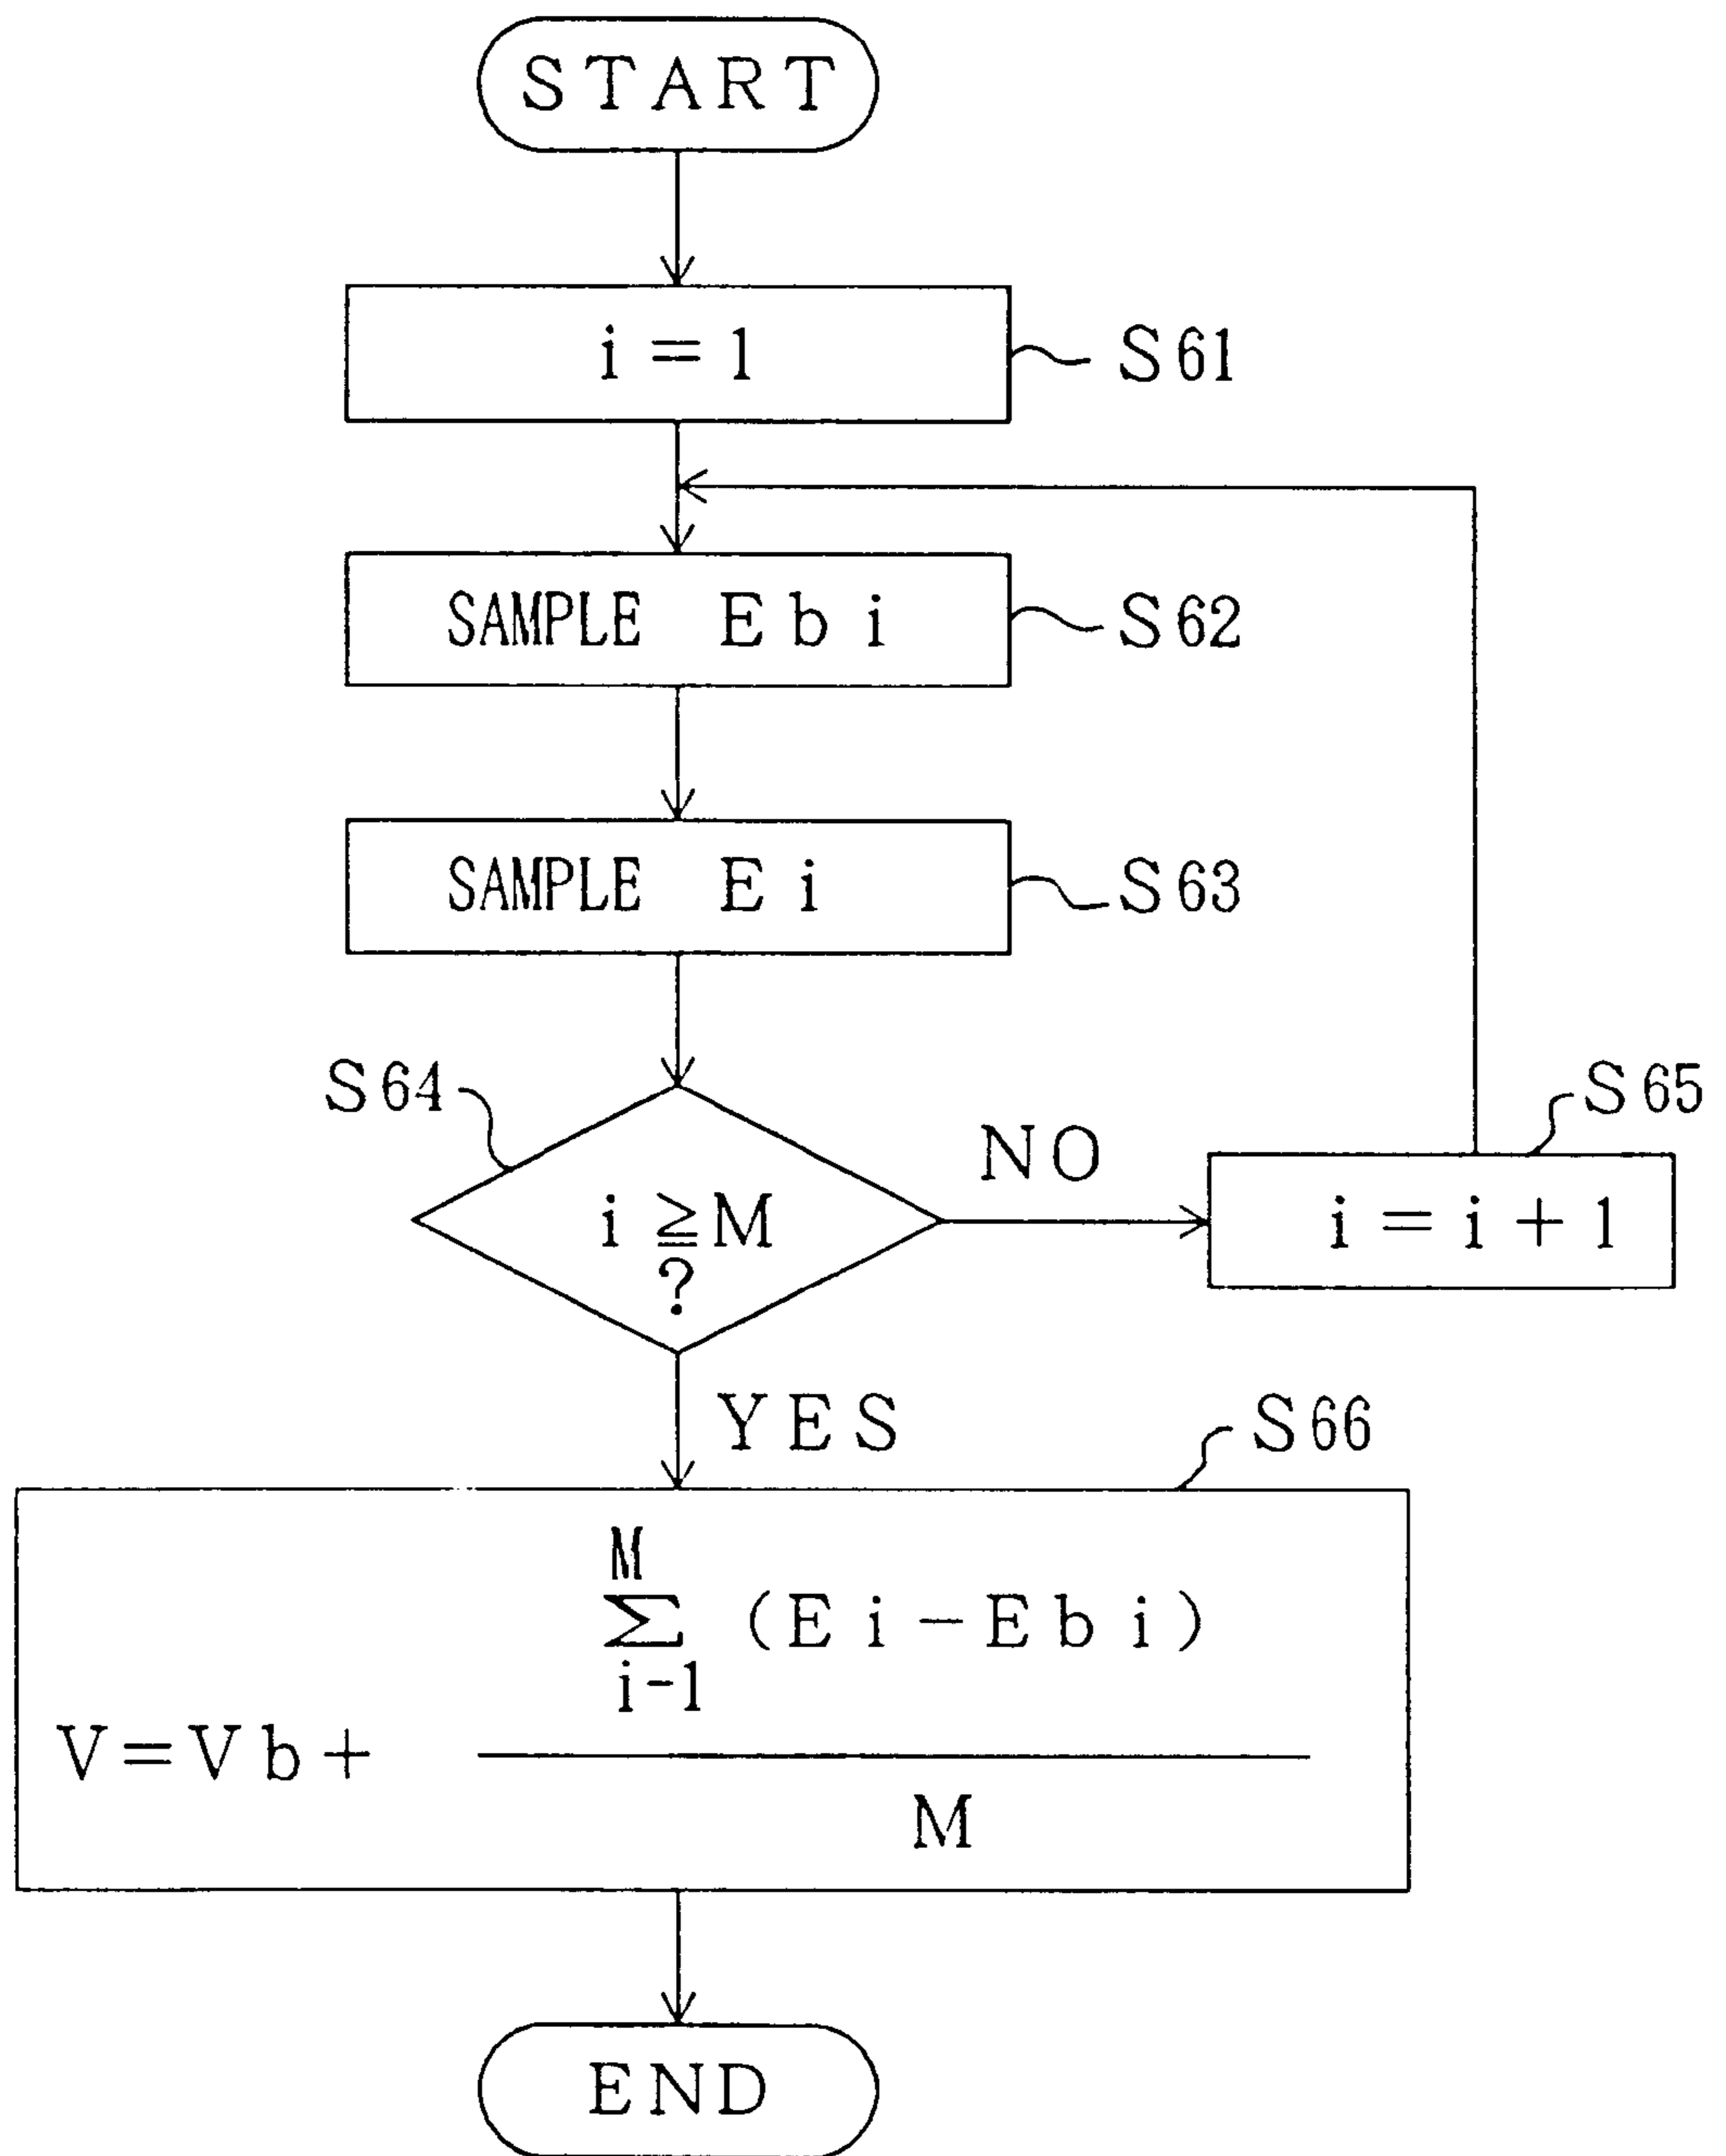 START
i=1
S61
SAMPLE Ebi
S62
SAMPLE Ei
S63
S64
i≧M
?
NO
S65
i=i+1
YES
S66
M
∑ (Ei-Ebi)
i-1
V=Vb+
M
END